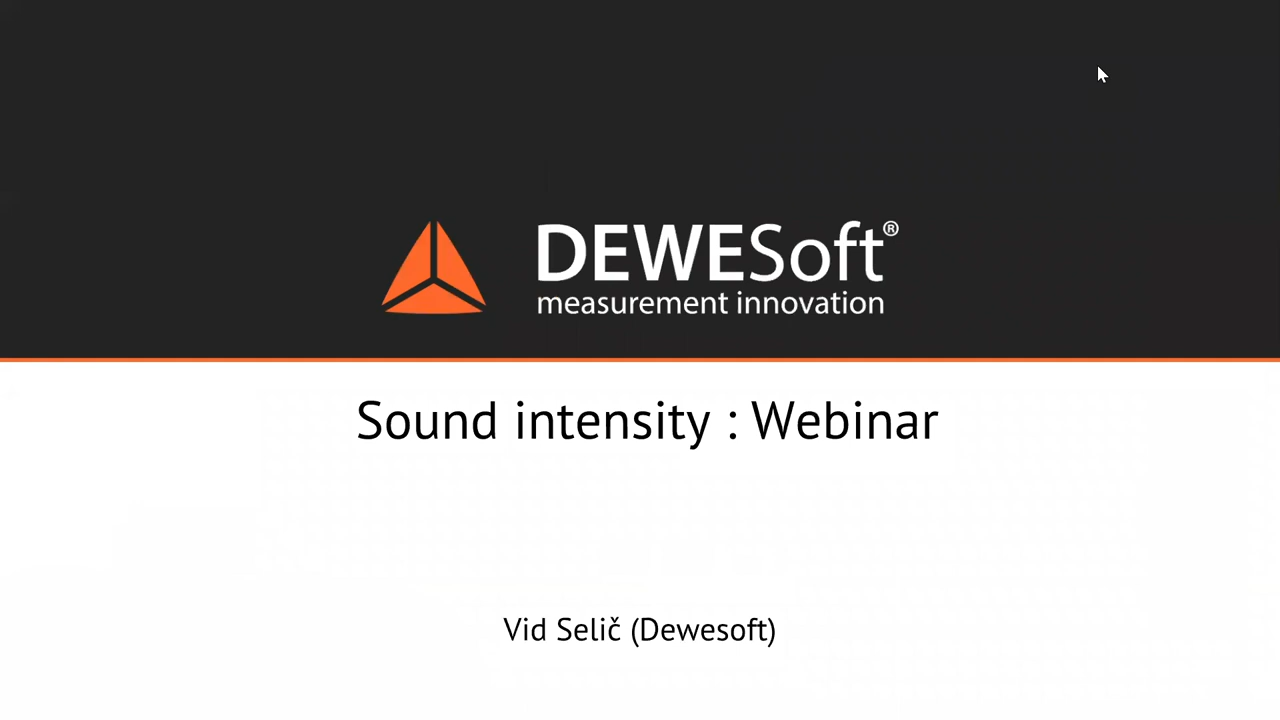 DEWESoft®
measurement innovation
Sound intensity : Webinar
Vid Selič (Dewesoft)